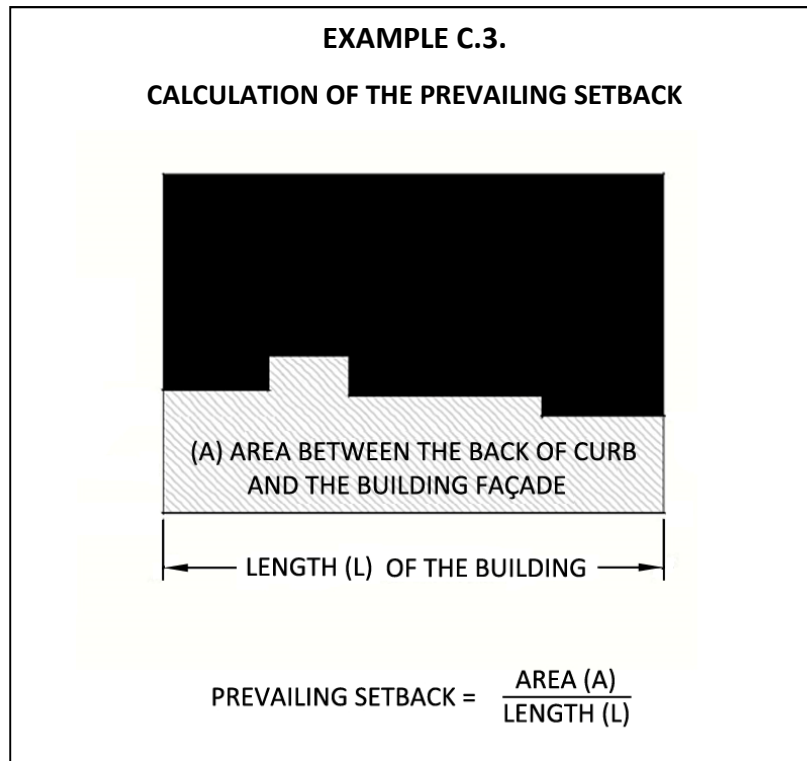 EXAMPLE C.3.
CALCULATION OF THE PREVAILING SETBACK
(A) AREA BETWEEN THE BACK OF CURB
AND THE BUILDING FAÇADE
LENGTH (L) OF THE BUILDING
PREVAILING SETBACK = AREA (A)
LENGTH (L)